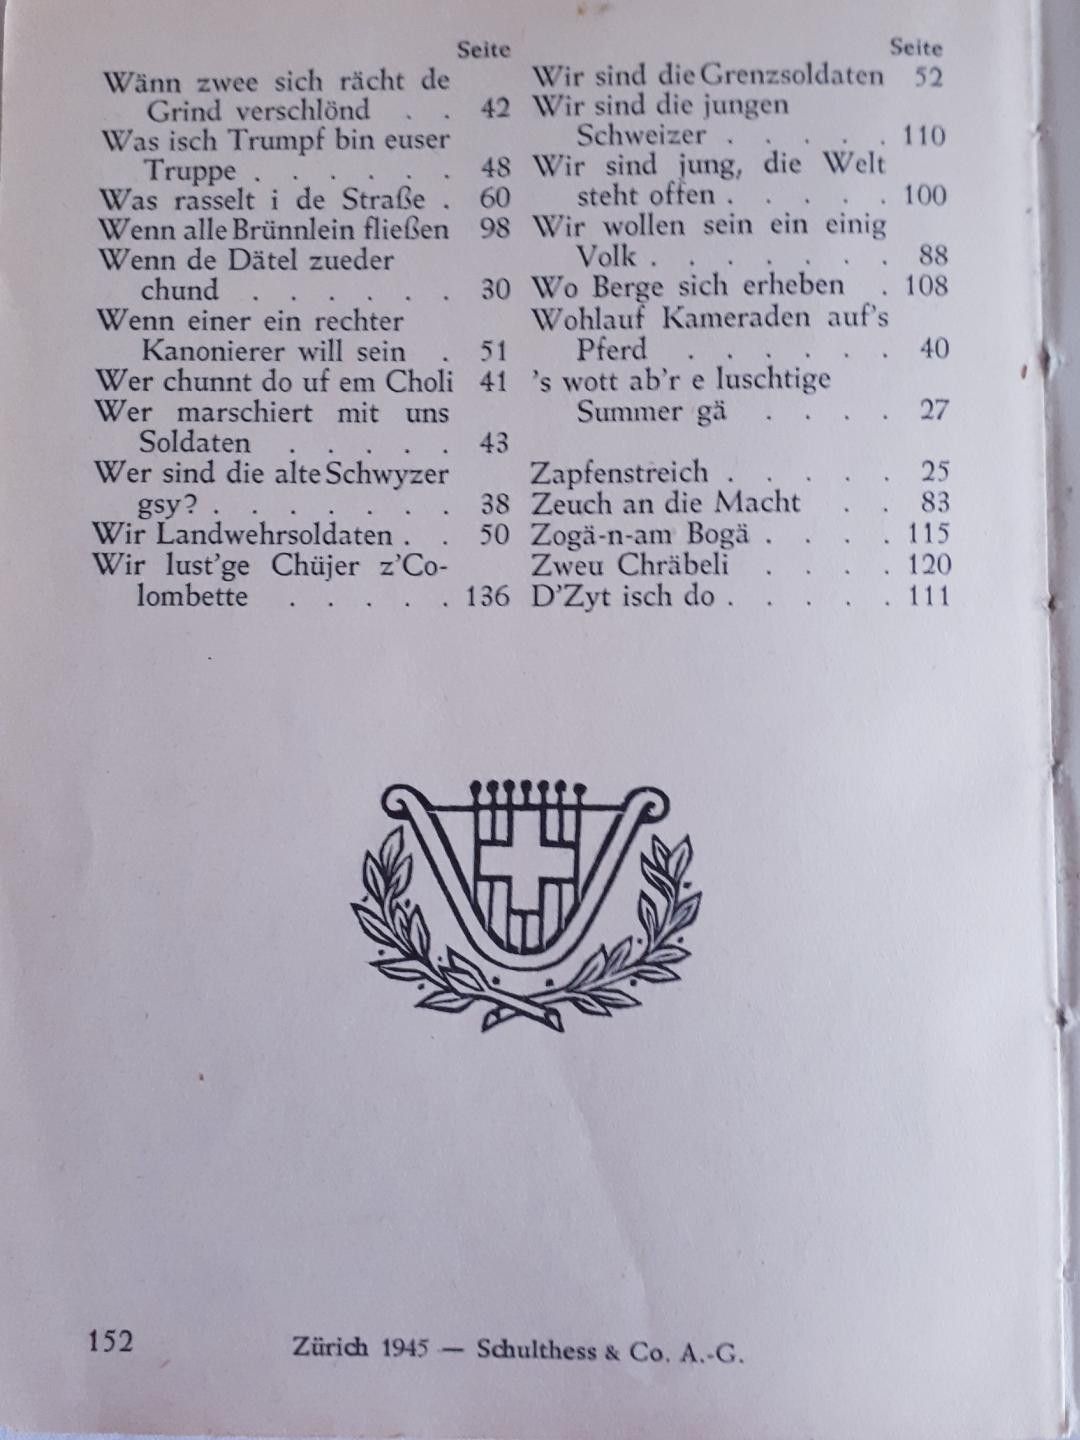 Seite
Wänn zwee sich rächt de
Grind verschlönd . . 42
Was isch Trumpf bin euser
Truppe . . . . . . 48
Was rasselt i de Straße . 60
Wenn alle Brünnlein fließen 98
Wenn de Dätel zueder
chund . . . . . . 30
Wenn einer ein rechter
Kanonierer will sein . 51
Wer chunnt do uf em Choli 41
Wer marschiert mit uns
Soldaten . . . . . 43
Wer sind die alte Schwyzer
gsy? . . . . . . . 38
Wir Landwehrsoldaten . . 50
Wir lust'ge Chüjer z'Co-
lombette . . . . . 136
Seite
Wir sind die Grenzsoldaten 52
Wir sind die jungen
Schweizer . . . . . 110
Wir sind jung, die Welt
steht offen . . . . . 100
Wir wollen sein ein einig
Volk . . . . . . . 88
Wo Berge sich erheben . 108
Wohlauf Kameraden auf's
Pferd . . . . . . 40
's wott ab'r e luschtige
Summer gä . . . . 27
Zapfenstreich . . . . . 25
Zeuch an die Macht . . 83
Zogä-n-am Bogä . . . . 115
Zweu Chräbeli . . . . 120
D'Zyt isch do . . . . . 111
152
Zürich 1945 — Schulthess & Co. A.-G.